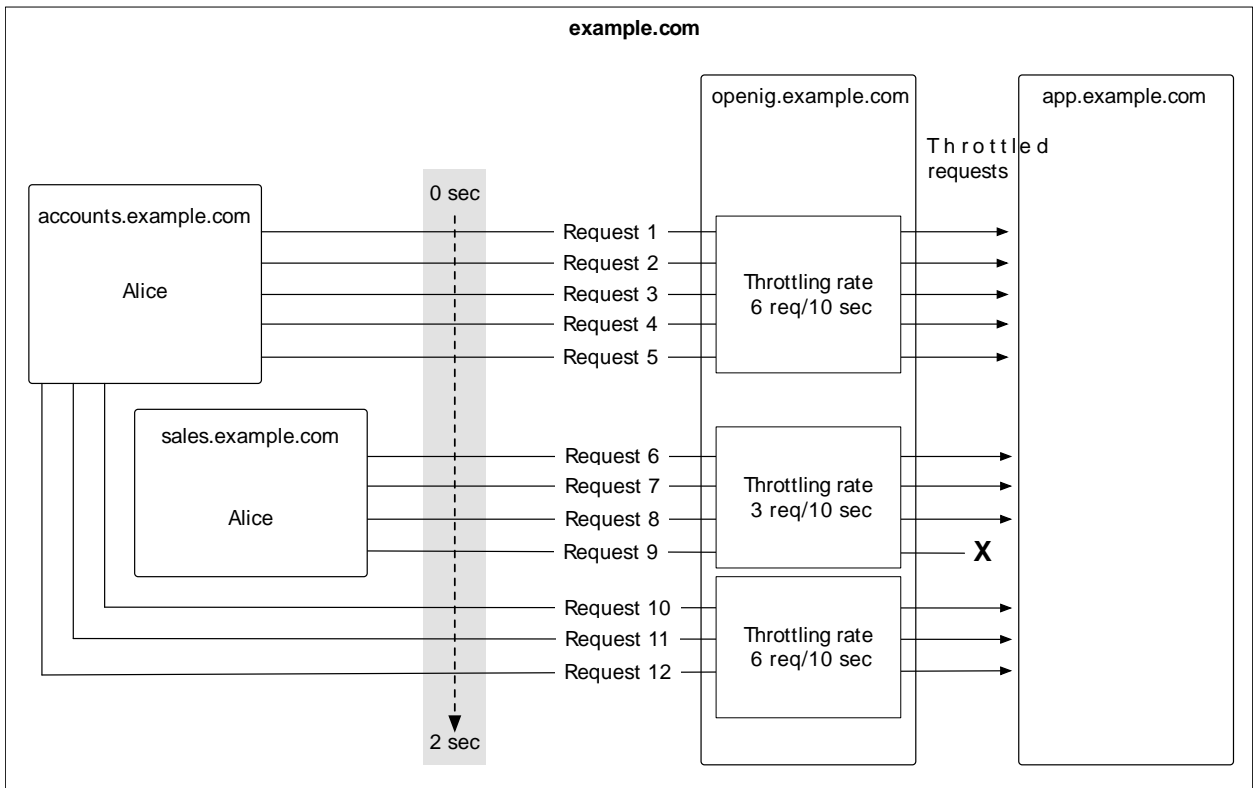 example.com
openig.example.com
app.example.com
Throttled
requests
0 sec
accounts.example.com
Alice
Request 1
Request 2
Request 3
Request 4
Request 5
Throttling rate
6 req/10 sec
sales.example.com
Alice
Request 6
Request 7
Request 8
Request 9
Throttling rate
3 req/10 sec
X
Request 10
Request 11
Request 12
Throttling rate
6 req/10 sec
2 sec